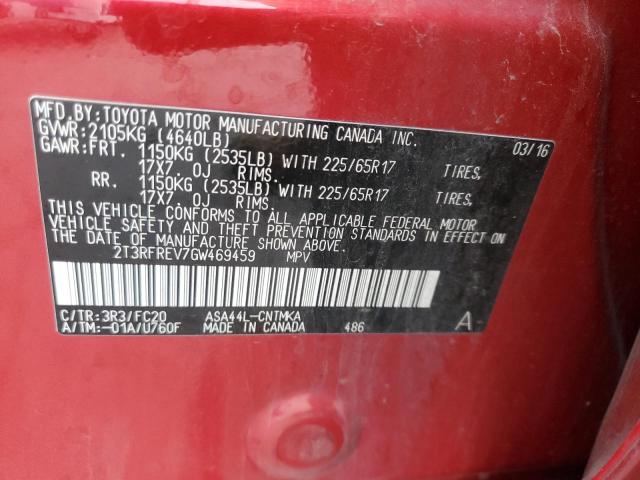 MFD.BY:TOYOTA MOTOR MANUFACTURING CANADA INC.
GVWR:2105KG (4640LB) 03/16
GAWR:FRT. 1150KG (2535LB) WITH 225/65R17 TIRES,
17X7. 0J RIMS.
RR. 1150KG (2535LB) WITH 225/65R17 TIRES,
17X7. 0J RIMS.
THIS VEHICLE CONFORMS TO ALL APPLICABLE FEDERAL MOTOR
VEHICLE SAFETY AND THEFT PREVENTION STANDARDS IN EFFECT ON
THE DATE OF MANUFACTURE SHOWN ABOVE.
2T3RFREV7GW469459 MPV
C/TR:3R3/FC20 ASA44L-CNTMKA
A/TM:-01A/U760F MADE IN CANADA 486 A